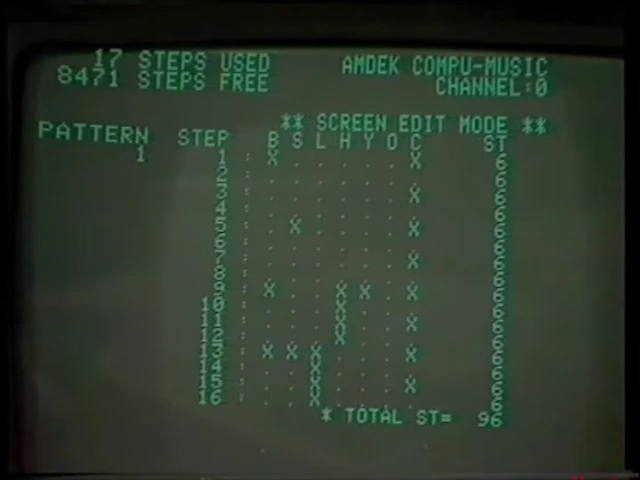 17 STEPS USED AMDEK COMPU-MUSIC
8471 STEPS FREE CHANNEL:0
** SCREEN EDIT MODE **
PATTERN STEP B S L H Y O C ST
1 1 : X . . . . . X 6
2 : . . . . . . . 6
3 : . . . . . . X 6
4 : . . . . . . . 6
5 : . X . . . . X 6
6 : . . . . . . . 6
7 : . . . . . . X 6
8 : . . . . . . . 6
9 : X . . X X . X 6
10 : . . . X . . . 6
11 : . . . X . . X 6
12 : . . . X . . . 6
13 : X X X . . . X 6
14 : . . X . . . . 6
15 : . . X . . . X 6
16 : . . X . . . . 6
* TOTAL ST= 96